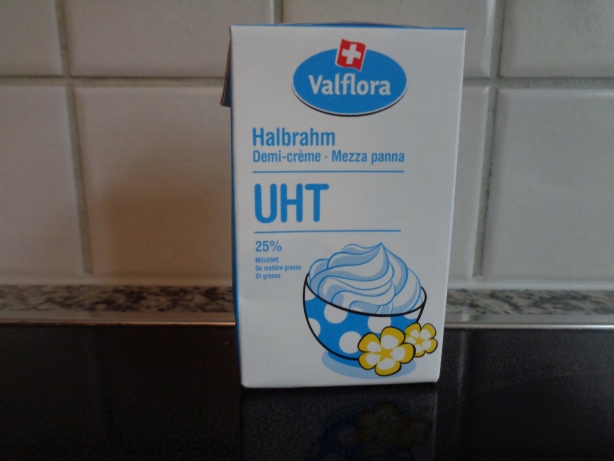 Valflora
Halbrahm
Demi-crème · Mezza panna
UHT
25%
Milchfett
De matière grasse
Di grasso